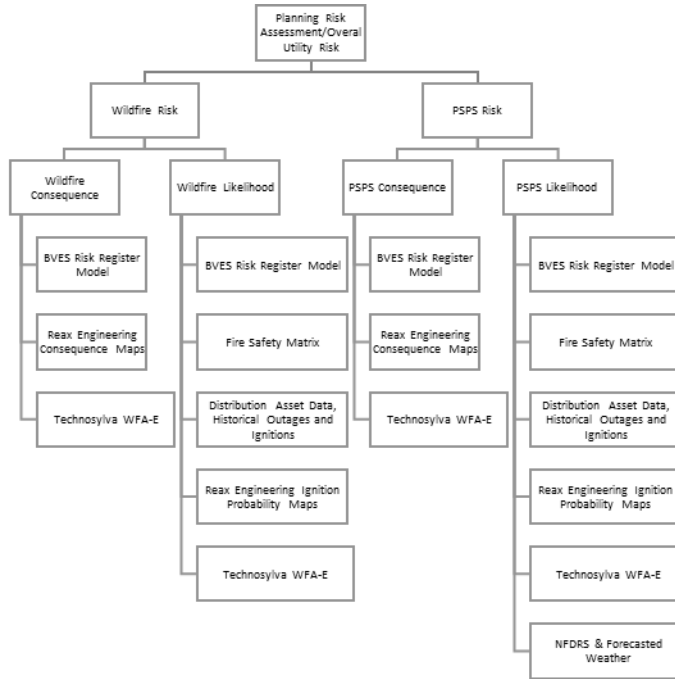 Planning Risk
Assessment/Overal
Utility Risk
Wildfire Risk
PSPS Risk
Wildfire
Consequence
Wildfire Likelihood
PSPS Consequence
PSPS Likelihood
BVES Risk Register
Model
Reax Engineering
Consequence Maps
Technosylva WFA-E
BVES Risk Register Model
Fire Safety Matrix
Distribution Asset Data,
Historical Outages and
Ignitions
Reax Engineering Ignition
Probability Maps
Technosylva WFA-E
BVES Risk Register
Model
Reax Engineering
Consequence Maps
Technosylva WFA-E
BVES Risk Register Model
Fire Safety Matrix
Distribution Asset Data,
Historical Outages and
Ignitions
Reax Engineering Ignition
Probability Maps
Technosylva WFA-E
NFDRS & Forecasted
Weather